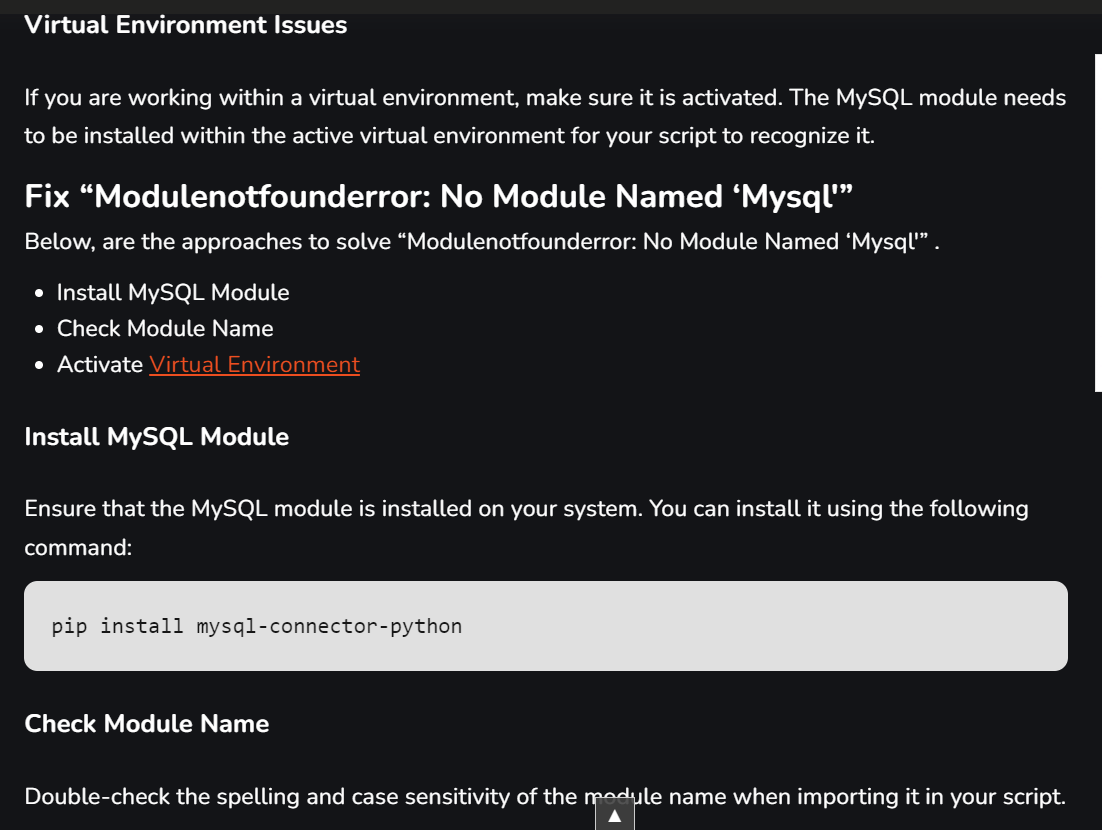 Virtual Environment Issues
If you are working within a virtual environment, make sure it is activated. The MySQL module needs
to be installed within the active virtual environment for your script to recognize it.
Fix “Modulenotfounderror: No Module Named ‘Mysql'”
Below, are the approaches to solve “Modulenotfounderror: No Module Named ‘Mysql'” .
• Install MySQL Module
• Check Module Name
• Activate Virtual Environment
Install MySQL Module
Ensure that the MySQL module is installed on your system. You can install it using the following
command:
pip install mysql-connector-python
Check Module Name
Double-check the spelling and case sensitivity of the module name when importing it in your script.